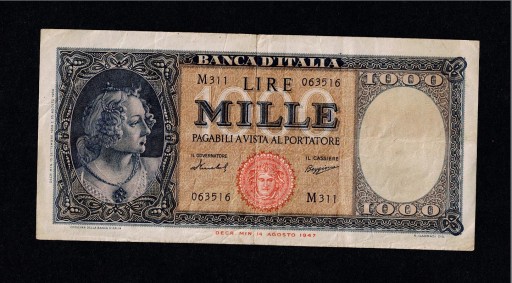 BANCA D'ITALIA
M311 LIRE 063516
1000
1000
MILLE
PAGABILI A VISTA AL PORTATORE
IL GOVERNATORE IL CASSIERE
063516 M311
1000
DECR. MIN. 14 AGOSTO 1947